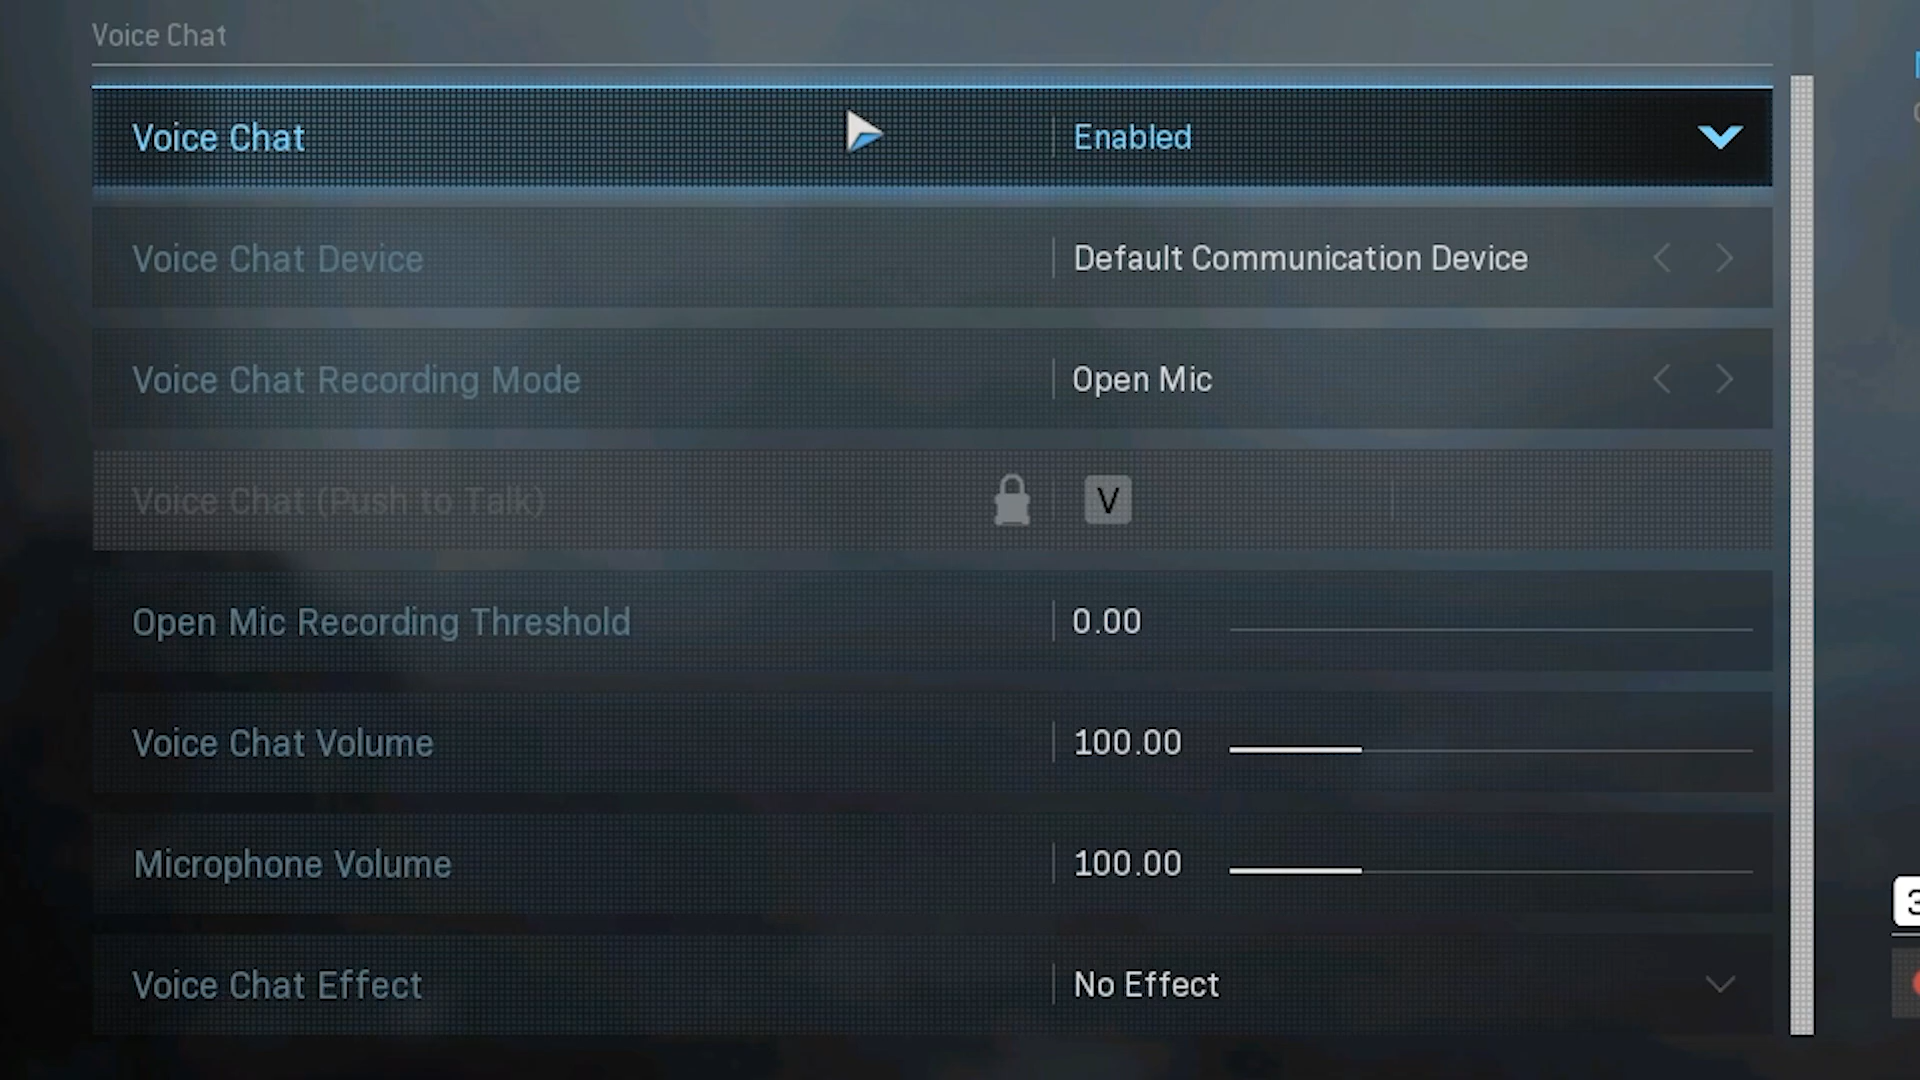 Voice Chat
Voice Chat Enabled
Voice Chat Device Default Communication Device
Voice Chat Recording Mode Open Mic
Voice Chat (Push to Talk) V
Open Mic Recording Threshold 0.00
Voice Chat Volume 100.00
Microphone Volume 100.00
Voice Chat Effect No Effect